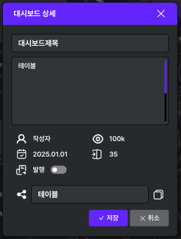 대시보드 상세
대시보드제목
테이블
작성자 100k
2025.01.01 35
발행
테이블
저장 취소